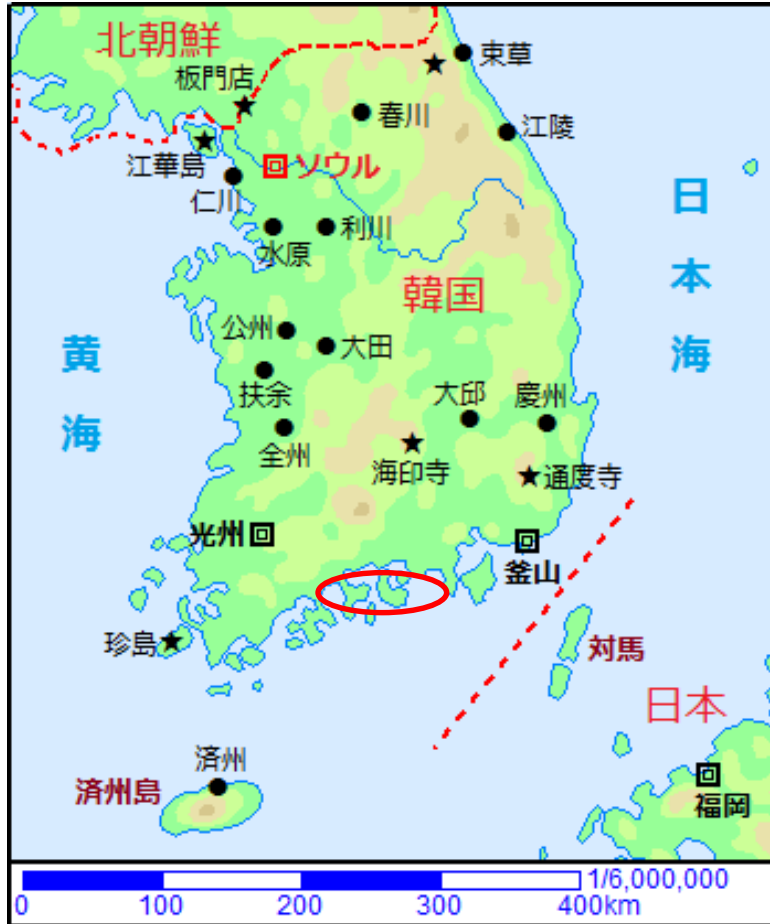 北朝鮮
束草
板門店
春川
江陵
江華島
ソウル
仁川
日本海
水原
利川
韓国
公州
大田
黄海
扶余
大邱
慶州
全州
海印寺
通度寺
光州
釜山
珍島
対馬
日本
済州
済州島
福岡
1/6,000,000
0 100 200 300 400km